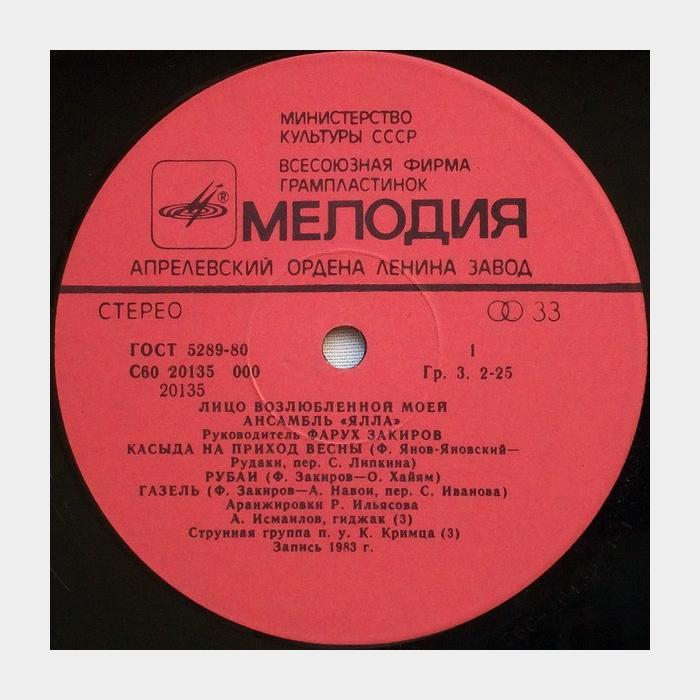 МИНИСТЕРСТВО
КУЛЬТУРЫ СССР
ВСЕСОЮЗНАЯ ФИРМА
ГРАМПЛАСТИНОК
®
МЕЛОДИЯ
АПРЕЛЕВСКИЙ ОРДЕНА ЛЕНИНА ЗАВОД
СТЕРЕО 33
ГОСТ 5289-80 1
С60 20135 000 Гр. 3. 2-25
20135
ЛИЦО ВОЗЛЮБЛЕННОЙ МОЕЙ
АНСАМБЛЬ «ЯЛЛА»
Руководитель ФАРУХ ЗАКИРОВ
КАСЫДА НА ПРИХОД ВЕСНЫ (Ф. Янов-Яновский—
Рудаки, пер. С. Липкина)
РУБАИ (Ф. Закиров—О. Хайям)
ГАЗЕЛЬ (Ф. Закиров—А. Навои, пер. С. Иванова)
Аранжировки Р. Ильясова
А. Исмаилов, гиджак (3)
Струнная группа п. у. К. Кримца (3)
Запись 1983 г.